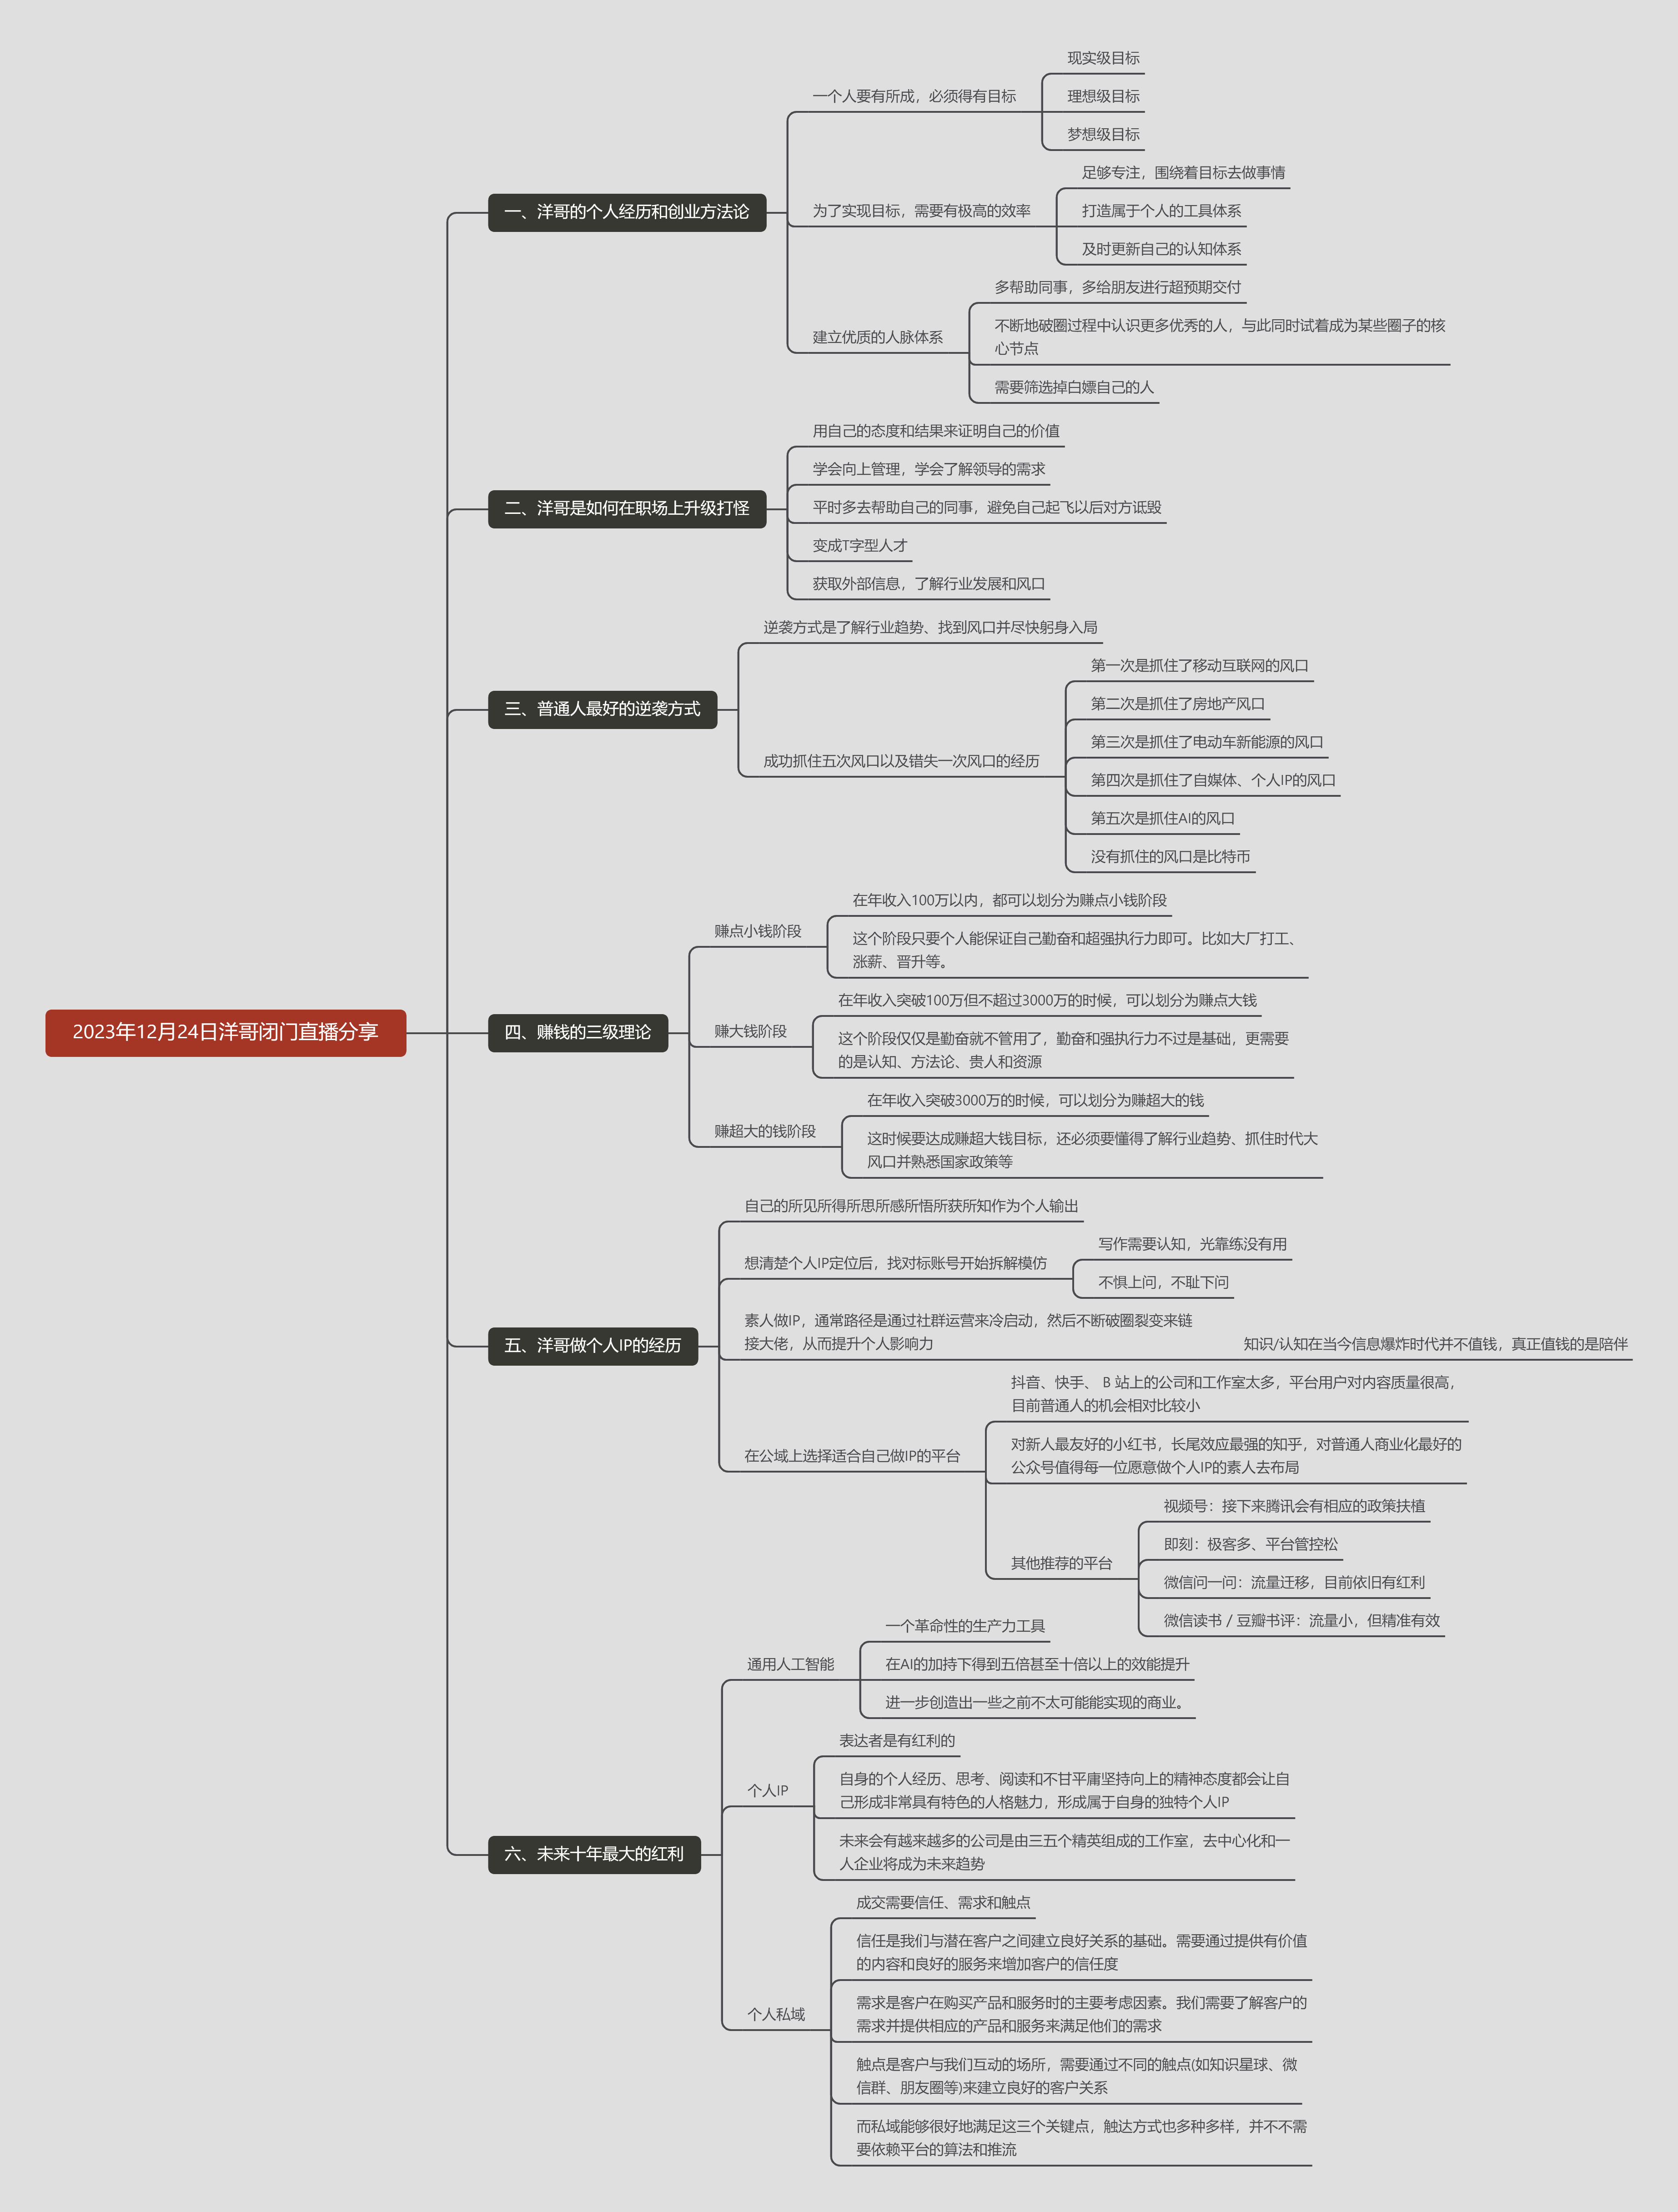 2023年12月24日洋哥闭门直播分享
一、洋哥的个人经历和创业方法论
一个人要有所成，必须得有目标
现实级目标
理想级目标
梦想级目标
为了实现目标，需要有极高的效率
足够专注，围绕着目标去做事情
打造属于个人的工具体系
及时更新自己的认知体系
建立优质的人脉体系
多帮助同事，多给朋友进行超预期交付
不断地破圈过程中认识更多优秀的人，与此同时试着成为某些圈子的核
心节点
需要筛选掉白嫖自己的人
二、洋哥是如何在职场上升级打怪
用自己的态度和结果来证明自己的价值
学会向上管理，学会了解领导的需求
平时多去帮助自己的同事，避免自己起飞以后对方诋毁
变成T字型人才
获取外部信息，了解行业发展和风口
三、普通人最好的逆袭方式
逆袭方式是了解行业趋势、找到风口并尽快躬身入局
成功抓住五次风口以及错失一次风口的经历
第一次是抓住了移动互联网的风口
第二次是抓住了房地产风口
第三次是抓住了电动车新能源的风口
第四次是抓住了自媒体、个人IP的风口
第五次是抓住AI的风口
没有抓住的风口是比特币
四、赚钱的三级理论
赚点小钱阶段
在年收入100万以内，都可以划分为赚点小钱阶段
这个阶段只要个人能保证自己勤奋和超强执行力即可。比如大厂打工、
涨薪、晋升等。
赚大钱阶段
在年收入突破100万但不超过3000万的时候，可以划分为赚点大钱
这个阶段仅仅是勤奋就不管用了，勤奋和强执行力不过是基础，更需要
的是认知、方法论、贵人和资源
赚超大的钱阶段
在年收入突破3000万的时候，可以划分为赚超大的钱
这时候要达成赚超大钱目标，还必须要懂得了解行业趋势、抓住时代大
风口并熟悉国家政策等
五、洋哥做个人IP的经历
自己的所见所得所思所感所悟所获所知作为个人输出
想清楚个人IP定位后，找对标账号开始拆解模仿
写作需要认知，光靠练没有用
不惧上问，不耻下问
素人做IP，通常路径是通过社群运营来冷启动，然后不断破圈裂变来链
接大佬，从而提升个人影响力
知识/认知在当今信息爆炸时代并不值钱，真正值钱的是陪伴
在公域上选择适合自己做IP的平台
抖音、快手、 B 站上的公司和工作室太多，平台用户对内容质量很高，
目前普通人的机会相对比较小
对新人最友好的小红书，长尾效应最强的知乎，对普通人商业化最好的
公众号值得每一位愿意做个人IP的素人去布局
其他推荐的平台
视频号：接下来腾讯会有相应的政策扶植
即刻：极客多、平台管控松
微信问一问：流量迁移，目前依旧有红利
微信读书 / 豆瓣书评：流量小，但精准有效
六、未来十年最大的红利
通用人工智能
一个革命性的生产力工具
在AI的加持下得到五倍甚至十倍以上的效能提升
进一步创造出一些之前不太可能能实现的商业。
个人IP
表达者是有红利的
自身的个人经历、思考、阅读和不甘平庸坚持向上的精神态度都会让自
己形成非常具有特色的人格魅力，形成属于自身的独特个人IP
未来会有越来越多的公司是由三五个精英组成的工作室，去中心化和一
人企业将成为未来趋势
个人私域
成交需要信任、需求和触点
信任是我们与潜在客户之间建立良好关系的基础。需要通过提供有价值
的内容和良好的服务来增加客户的信任度
需求是客户在购买产品和服务时的主要考虑因素。我们需要了解客户的
需求并提供相应的产品和服务来满足他们的需求
触点是客户与我们互动的场所，需要通过不同的触点(如知识星球、微
信群、朋友圈等)来建立良好的客户关系
而私域能够很好地满足这三个关键点，触达方式也多种多样，并不不需
要依赖平台的算法和推流